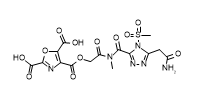 O O O
O S
O OH O O N NH₂
O N N-N O
HO N O
O